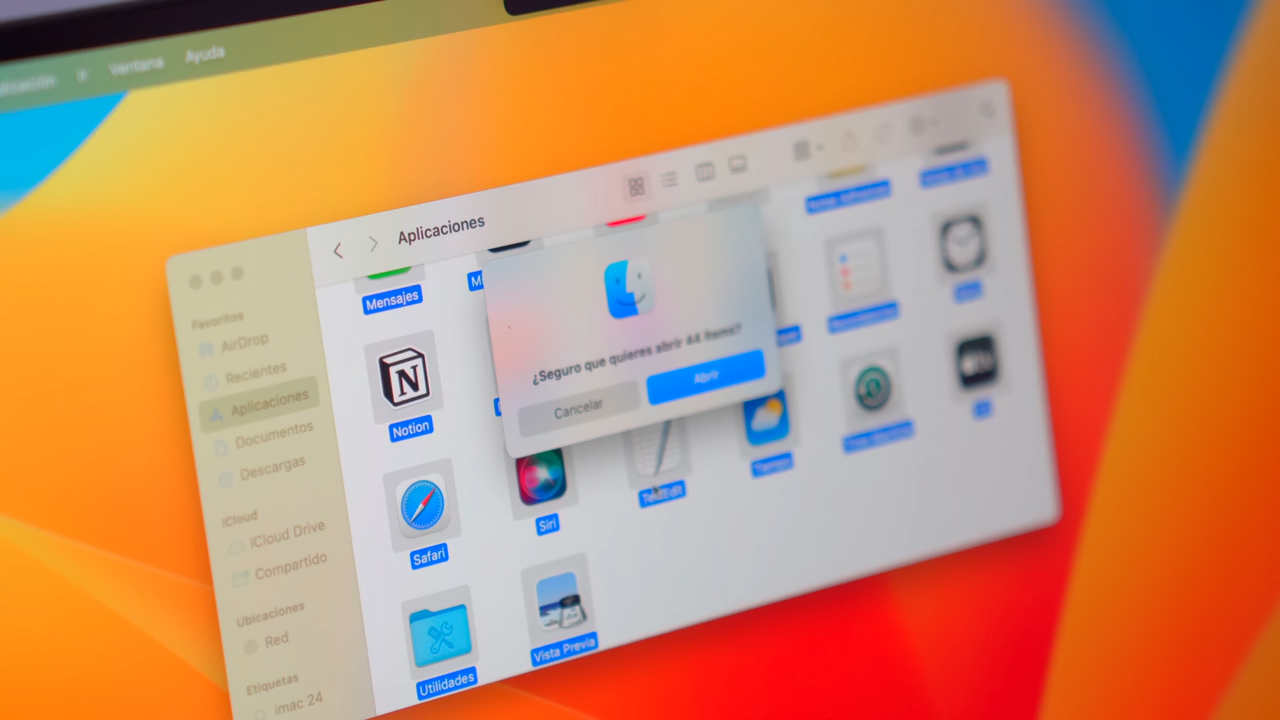 Ventana
Ayuda
Aplicaciones
Favoritos
AirDrop
Recientes
Aplicaciones
Documentos
Descargas
iCloud
iCloud Drive
Compartido
Ubicaciones
Red
Etiquetas
imac 24
Mensajes
Notion
Safari
Siri
TextEdit
Tiempo
Utilidades
Vista Previa
¿Seguro que quieres abrir 44 ítems?
Cancelar
Abrir